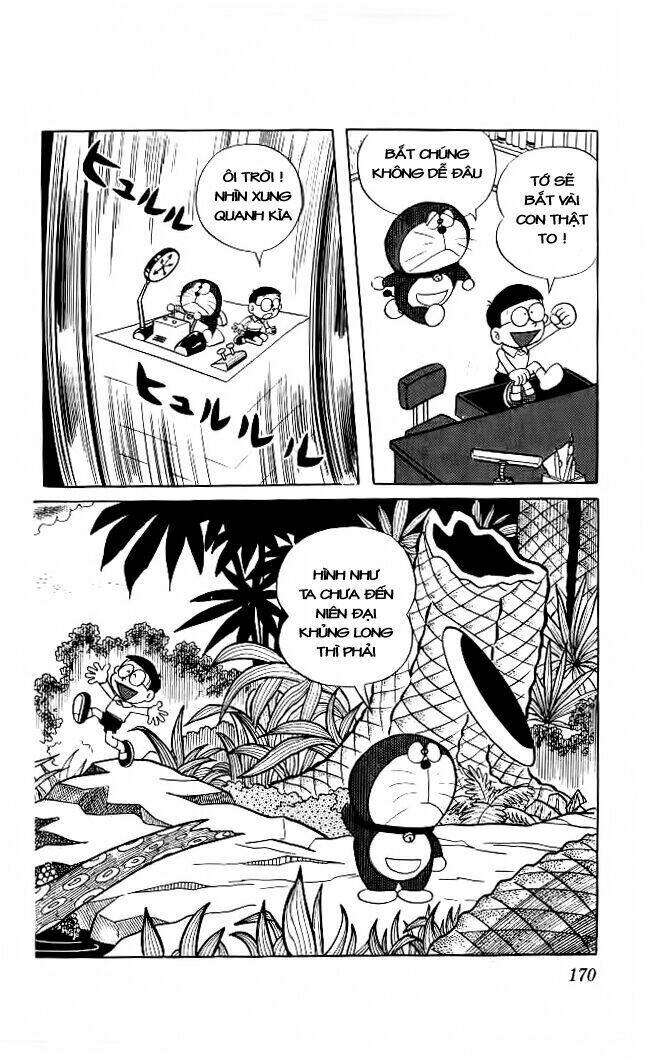 TỚ SẼ
BẮT VÀI
CON THẬT
TO !
BẮT CHÚNG
KHÔNG DỄ ĐÂU
ÔI TRỜI !
NHÌN XUNG
QUANH KÌA
ヒュルルル
ヒュルルル
HÌNH NHƯ
TA CHƯA ĐẾN
NIÊN ĐẠI
KHỦNG LONG
THÌ PHẢI
170